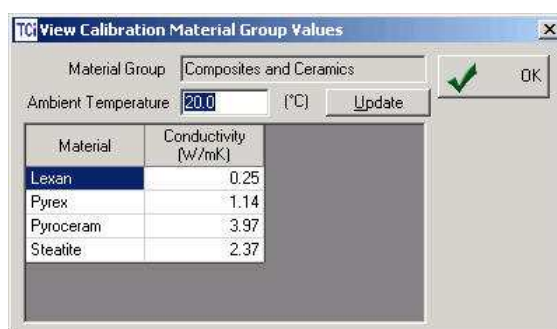 TCi View Calibration Material Group Values
Material Group Composites and Ceramics
OK
Ambient Temperature 20.0 (°C) Update
Material Conductivity (W/mK)
Lexan 0.25
Pyrex 1.14
Pyroceram 3.97
Steatite 2.37